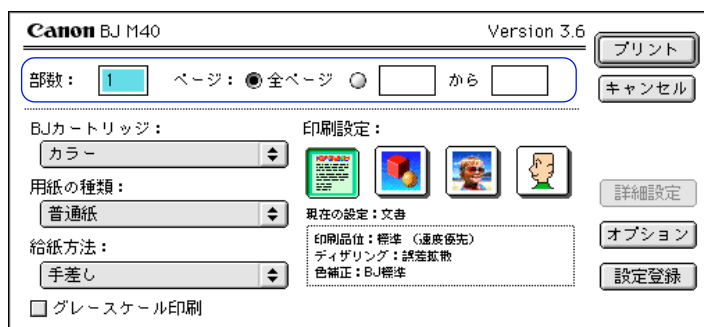 Canon BJ M40
Version 3.6
プリント
部数： 1 ページ： 全ページ から
キャンセル
BJカートリッジ：
カラー
用紙の種類：
普通紙
給紙方法：
手差し
グレースケール印刷
印刷設定：
現在の設定：文書
印刷品位：標準 （速度優先）
ディザリング：誤差拡散
色補正：BJ標準
詳細設定
オプション
設定登録